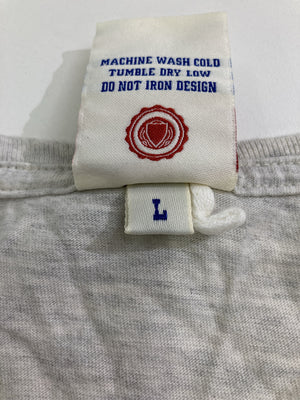 MACHINE WASH COLD
TUMBLE DRY LOW
DO NOT IRON DESIGN
L